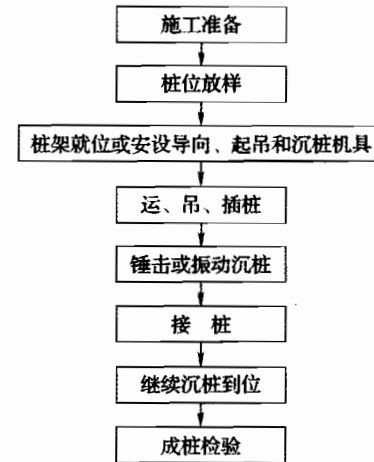 施工准备
桩位放样
桩架就位或安设导向、起吊和沉桩机具
运、吊、插桩
锤击或振动沉桩
接 桩
继续沉桩到位
成桩检验